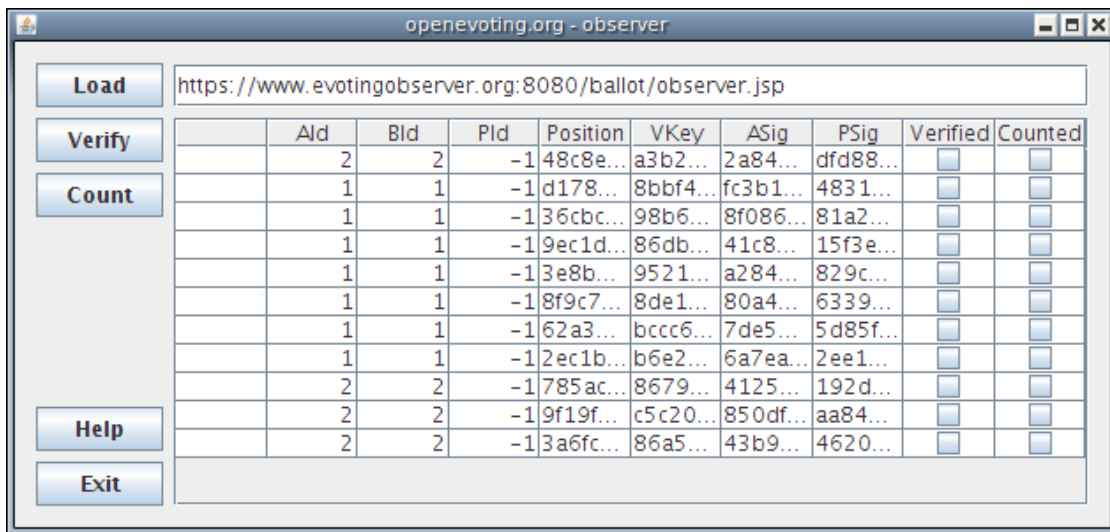 openevoting.org - observer
Load https://www.evotingobserver.org:8080/ballot/observer.jsp
Verify
Count
Help
Exit
AId BId PId Position VKey ASig PSig Verified Counted
2 2 -1 48c8e... a3b2... 2a84... dfd88...
1 1 -1 d178... 8bbf4... fc3b1... 4831...
1 1 -1 36cbc... 98b6... 8f086... 81a2...
1 1 -1 9ec1d... 86db... 41c8... 15f3e...
1 1 -1 3e8b... 9521... a284... 829c...
1 1 -1 8f9c7... 8de1... 80a4... 6339...
1 1 -1 62a3... bccc6... 7de5... 5d85f...
1 1 -1 2ec1b... b6e2... 6a7ea... 2ee1...
2 2 -1 785ac... 8679... 4125... 192d...
2 2 -1 9f19f... c5c20... 850df... aa84...
2 2 -1 3a6fc... 86a5... 43b9... 4620...